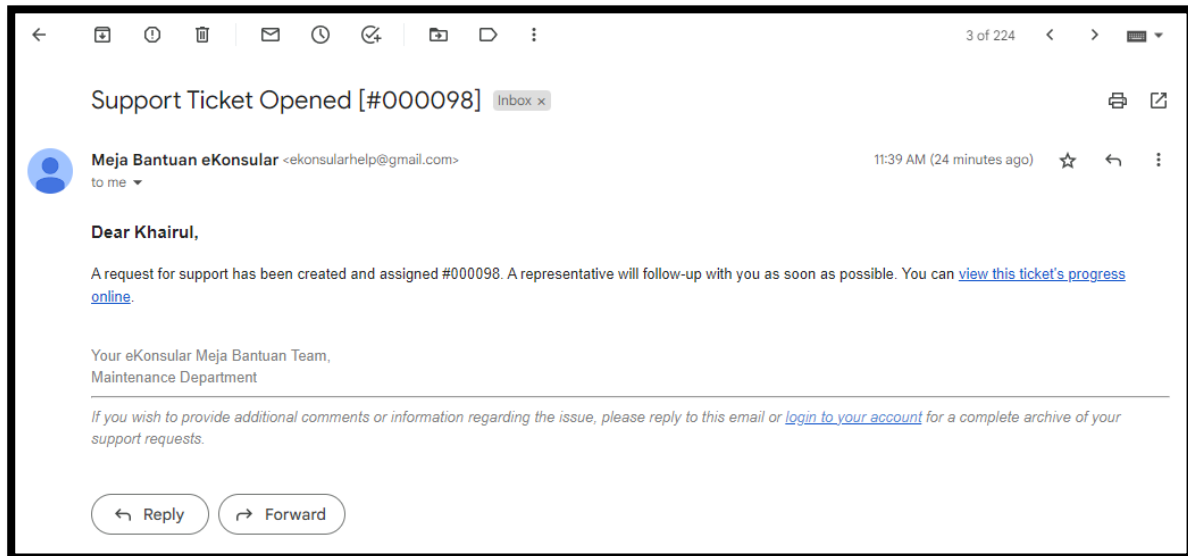 3 of 224
Support Ticket Opened [#000098] Inbox ×
Meja Bantuan eKonsular <ekonsularhelp@gmail.com> 11:39 AM (24 minutes ago)
to me
Dear Khairul,
A request for support has been created and assigned #000098. A representative will follow-up with you as soon as possible. You can view this ticket's progress
online.
Your eKonsular Meja Bantuan Team,
Maintenance Department
If you wish to provide additional comments or information regarding the issue, please reply to this email or login to your account for a complete archive of your
support requests.
Reply Forward